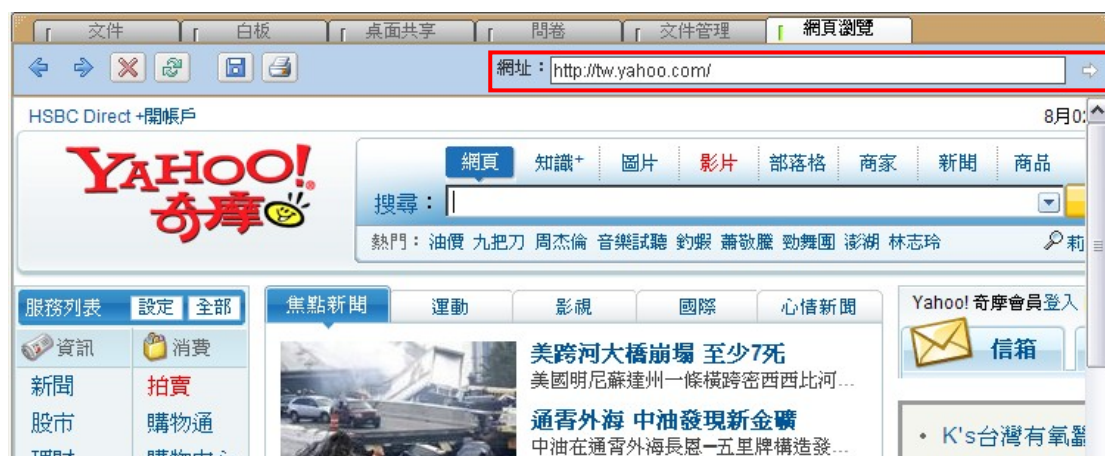 文件 白板 桌面共享 問卷 文件管理 網頁瀏覽
網址：http://tw.yahoo.com/
HSBC Direct +開帳戶 8月02
YAHOO!
奇摩
網頁 知識+ 圖片 影片 部落格 商家 新聞 商品
搜尋：
熱門：油價 九把刀 周杰倫 音樂試聽 釣蝦 蕭敬騰 勁舞團 澎湖 林志玲 莉
服務列表 設定 全部
資訊 消費
新聞 拍賣
股市 購物通
焦點新聞 運動 影視 國際 心情新聞
美跨河大橋崩塌 至少7死
美國明尼蘇達州一條橫跨密西西比河...
通霄外海 中油發現新金礦
中油在通霄外海長恩—五里牌構造發...
Yahoo!奇摩會員登入
信箱
• K's台灣有氧